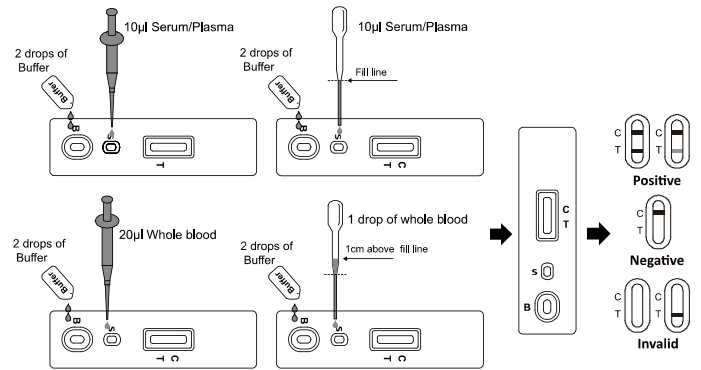 10µl Serum/Plasma
2 drops of
Buffer
Buffer
B
S
T
10µl Serum/Plasma
2 drops of
Buffer
Fill line
Buffer
B
S
T C
20µl Whole blood
2 drops of
Buffer
Buffer
B
S
T C
1 drop of whole blood
1cm above fill line
2 drops of
Buffer
Buffer
B
S
T C
C
T
S
B
C C
T T
Positive
C
T
Negative
C C
T T
Invalid